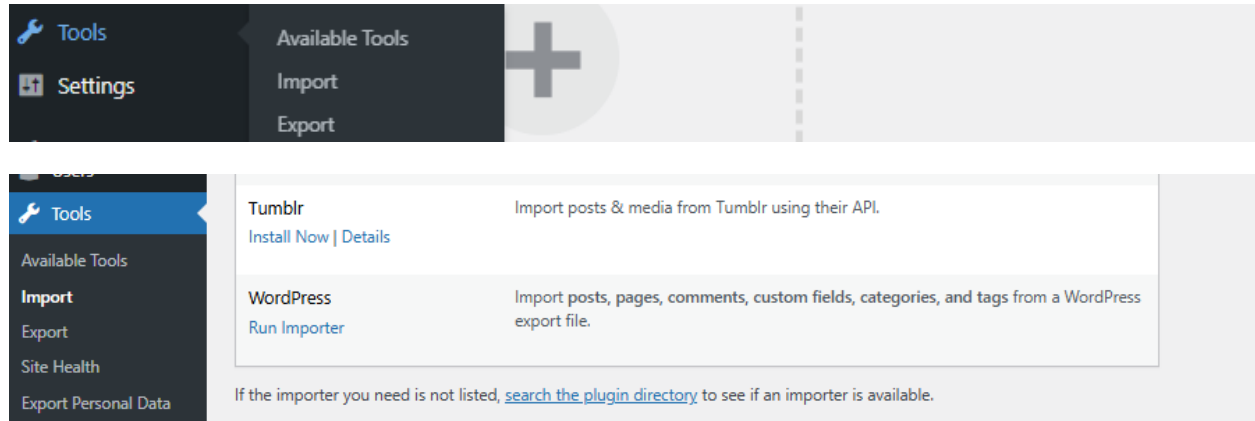 Tools
Available Tools
Settings
Import
Export
Users
Tools
Available Tools
Import
Export
Site Health
Export Personal Data
Tumblr
Import posts & media from Tumblr using their API.
Install Now | Details
WordPress
Import posts, pages, comments, custom fields, categories, and tags from a WordPress
export file.
Run Importer
If the importer you need is not listed, search the plugin directory to see if an importer is available.